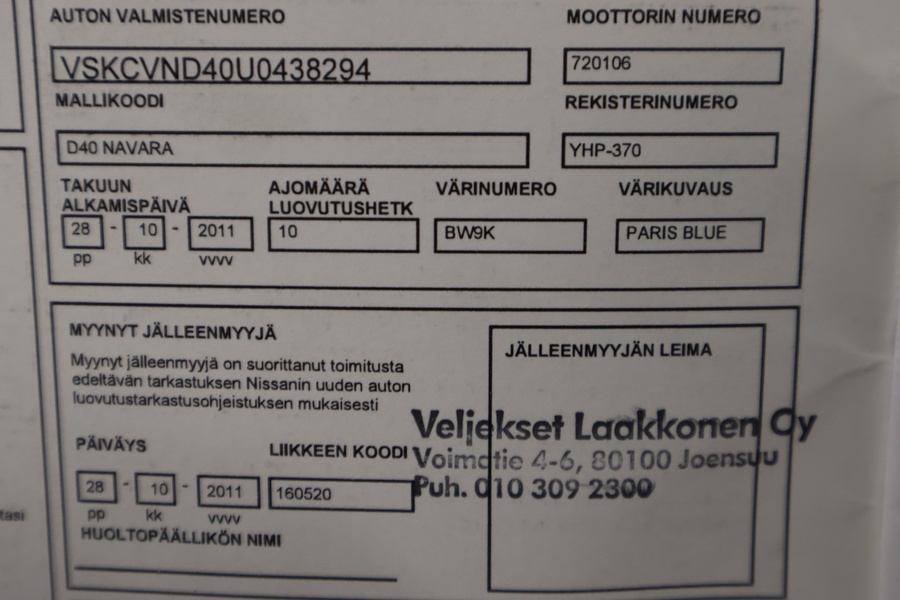 AUTON VALMISTENUMERO MOOTTORIN NUMERO
VSKCVND40U0438294 720106
MALLIKOODI REKISTERINUMERO
D40 NAVARA YHP-370
TAKUUN ALKAMISPÄIVÄ AJOMÄÄRÄ LUOVUTUSHETK VÄRINUMERO VÄRIKUVAUS
28 - 10 - 2011 10 BW9K PARIS BLUE
pp kk vvvv
MYYNYT JÄLLEENMYYJÄ
Myynyt jälleenmyyjä on suorittanut toimitusta
edeltävän tarkastuksen Nissanin uuden auton
luovutustarkastusohjeistuksen mukaisesti
JÄLLEENMYYJÄN LEIMA
Veljekset Laakkonen Oy
Voimatie 4-6, 80100 Joensuu
Puh. 010 309 2300
PÄIVÄYS LIIKKEEN KOODI
28 - 10 - 2011 160520
pp kk vvvv
HUOLTOPÄÄLLIKÖN NIMI